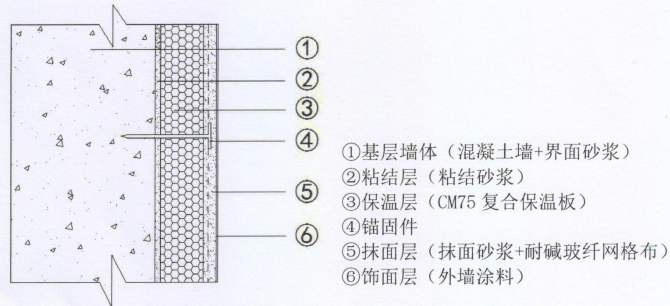 ①
②
③
④
⑤
⑥
①基层墙体（混凝土墙+界面砂浆）
②粘结层（粘结砂浆）
③保温层（CM75 复合保温板）
④锚固件
⑤抹面层（抹面砂浆+耐碱玻纤网格布）
⑥饰面层（外墙涂料）